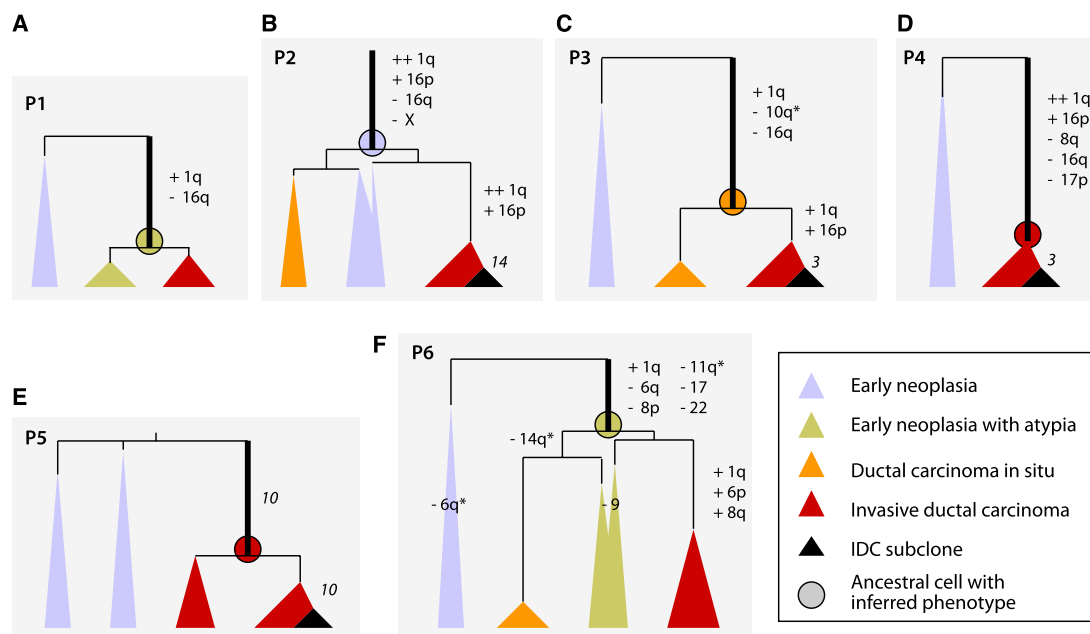 A
P1
+ 1q
- 16q
B
P2
++ 1q
+ 16p
- 16q
- X
++ 1q
+ 16p
14
C
P3
+ 1q
- 10q*
- 16q
+ 1q
+ 16p
3
D
P4
++ 1q
+ 16p
- 8q
- 16q
- 17p
3
E
P5
10
10
F
P6
+ 1q - 11q*
- 6q - 17
- 8p - 22
- 14q*
- 6q*
- 9
+ 1q
+ 6p
+ 8q
Early neoplasia
Early neoplasia with atypia
Ductal carcinoma in situ
Invasive ductal carcinoma
IDC subclone
Ancestral cell with
inferred phenotype